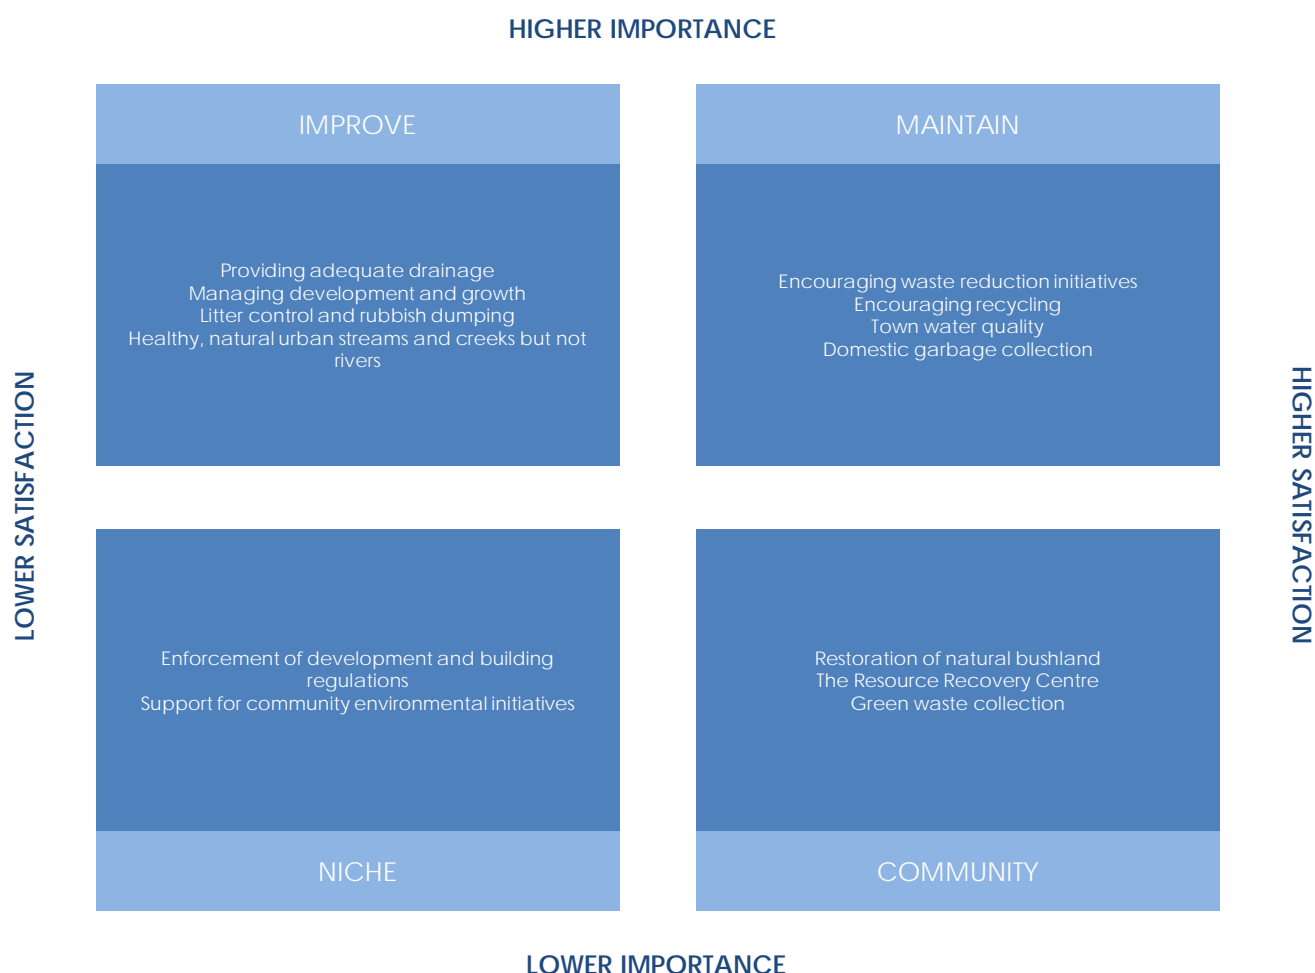 HIGHER IMPORTANCE
IMPROVE
Providing adequate drainage
Managing development and growth
Litter control and rubbish dumping
Healthy, natural urban streams and creeks but not
rivers
MAINTAIN
Encouraging waste reduction initiatives
Encouraging recycling
Town water quality
Domestic garbage collection
LOWER SATISFACTION
HIGHER SATISFACTION
Enforcement of development and building
regulations
Support for community environmental initiatives
NICHE
Restoration of natural bushland
The Resource Recovery Centre
Green waste collection
COMMUNITY
LOWER IMPORTANCE